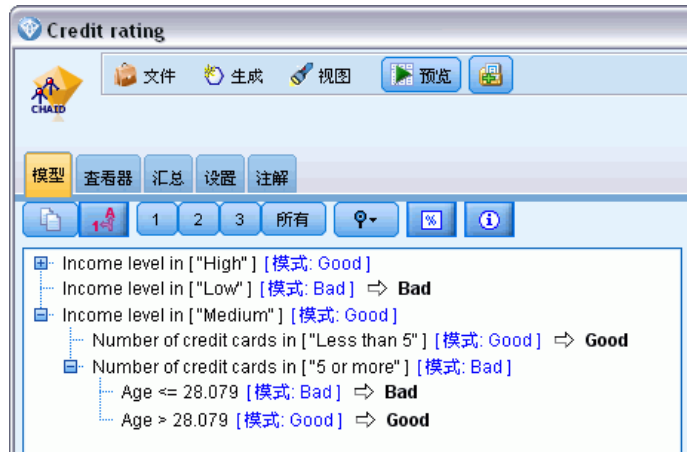 Credit rating
CHAID 文件 生成 视图 预览
模型 查看器 汇总 设置 注解
1 A 1 2 3 所有 % i
Income level in ["High"] [模式: Good]
Income level in ["Low"] [模式: Bad] ⇨ Bad
Income level in ["Medium"] [模式: Good]
Number of credit cards in ["Less than 5"] [模式: Good] ⇨ Good
Number of credit cards in ["5 or more"] [模式: Bad]
Age <= 28.079 [模式: Bad] ⇨ Bad
Age > 28.079 [模式: Good] ⇨ Good